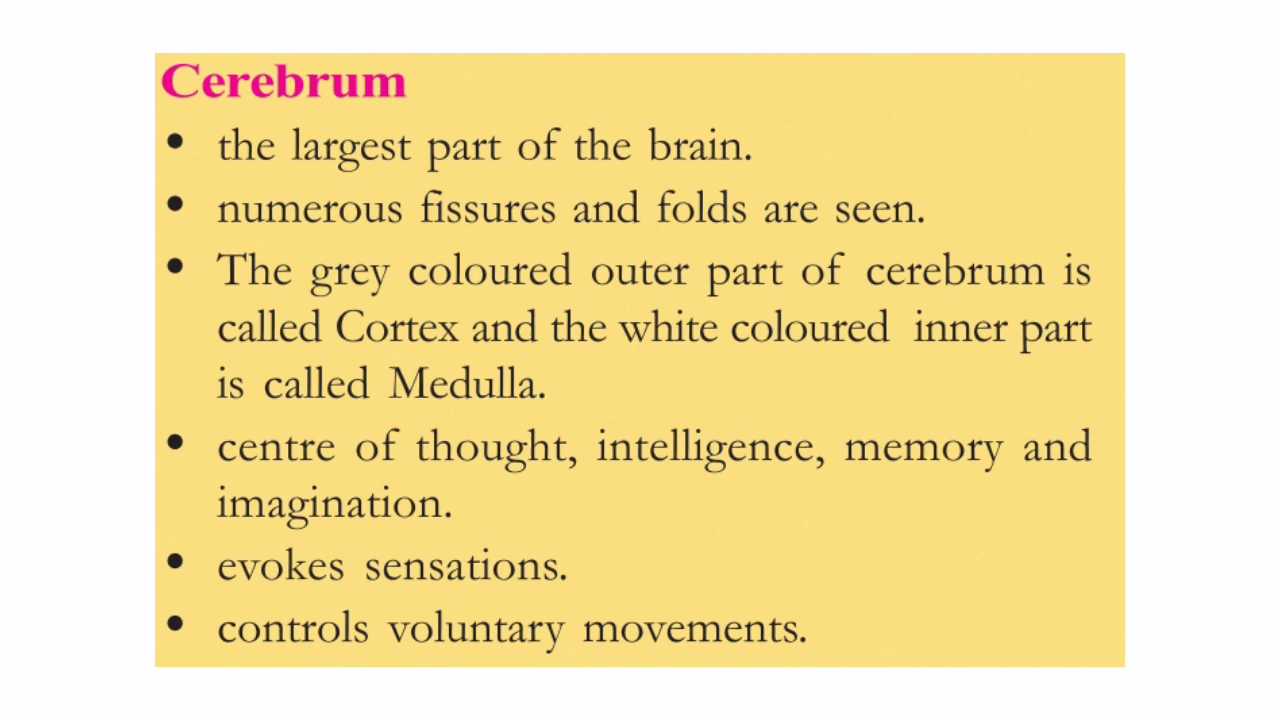 Cerebrum
• the largest part of the brain.
• numerous fissures and folds are seen.
• The grey coloured outer part of cerebrum is
called Cortex and the white coloured inner part
is called Medulla.
• centre of thought, intelligence, memory and
imagination.
• evokes sensations.
• controls voluntary movements.